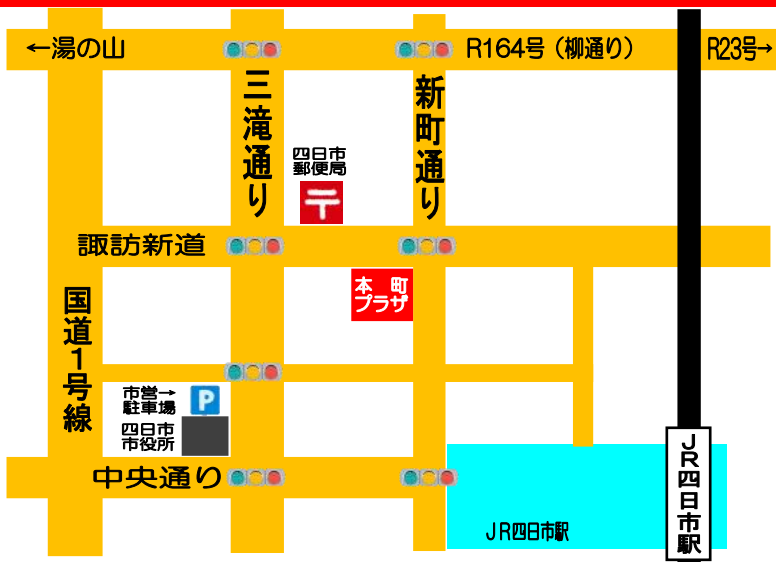 ←湯の山
R164号（柳通り）
R23号→
三滝通り
新町通り
四日市
郵便局
〒
諏訪新道
本 町
プラザ
国道1号線
市営→
駐車場
P
四日市
市役所
中央通り
JR四日市駅
JR四日市駅